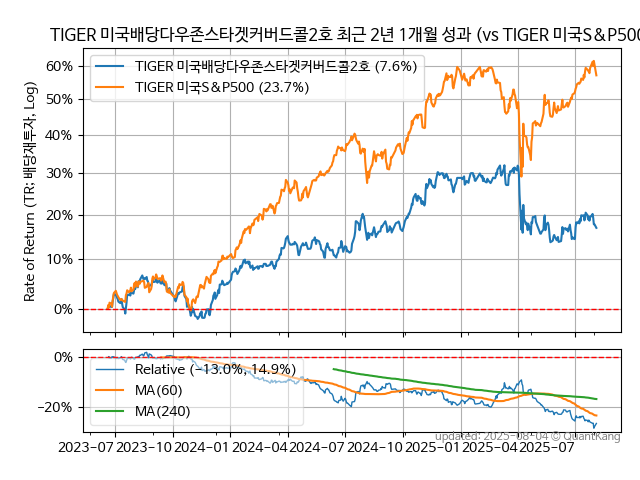 TIGER 미국배당다우존스타겟커버드콜2호 최근 2년 1개월 성과 (vs TIGER 미국S&P500
Rate of Return (TR: 배당재투자, Log)
60%
50%
40%
30%
20%
10%
0%
TIGER 미국배당다우존스타겟커버드콜2호 (7.6%)
TIGER 미국S&P500 (23.7%)
0%
−20%
Relative (−13.0%, 14.9%)
MA(60)
MA(240)
updated: 2025-08-04 © QuantKang
2023-07 2023-10 2024-01 2024-04 2024-07 2024-10 2025-01 2025-04 2025-07